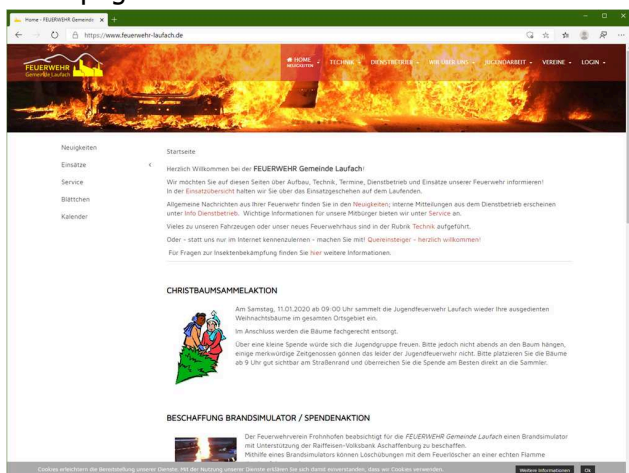 Home - FEUERWEHR Gemeinde
https://www.feuerwehr-laufach.de
FEUERWEHR
Gemeinde Laufach
HOME
NEUIGKEITEN
TECHNIK
DIENSTBETRIEB
WIR ÜBER UNS
JUGENDARBEIT
VEREINE
LOGIN
Neuigkeiten
Einsätze
Service
Blättchen
Kalender
Startseite
Herzlich Willkommen bei der FEUERWEHR Gemeinde Laufach!
Wir möchten Sie auf diesen Seiten über Aufbau, Technik, Termine, Dienstbetrieb und Einsätze unserer Feuerwehr informieren!
In der Einsatzübersicht halten wir Sie über das Einsatzgeschehen auf dem Laufenden.
Allgemeine Nachrichten aus Ihrer Feuerwehr finden Sie in den Neuigkeiten; interne Mitteilungen aus dem Dienstbetrieb erscheinen
unter Info Dienstbetrieb. Wichtige Informationen für unsere Mitbürger bieten wir unter Service an.
Vieles zu unseren Fahrzeugen oder unser neues Feuerwehrhaus sind in der Rubrik Technik aufgeführt.
Oder - statt uns nur im Internet kennenzulernen - machen Sie mit! Quereinsteiger - herzlich willkommen!
Für Fragen zur Insektenbekämpfung finden Sie hier weitere Informationen.
CHRISTBAUMSAMMELAKTION
Am Samstag, 11.01.2020 ab 09:00 Uhr sammelt die Jugendfeuerwehr Laufach wieder Ihre ausgedienten
Weihnachtsbäume im gesamten Ortsgebiet ein.
Im Anschluss werden die Bäume fachgerecht entsorgt.
Über eine kleine Spende würde sich die Jugendgruppe freuen. Bitte jedoch nicht abends an den Baum hängen,
einige merkwürdige Zeitgenossen gönnen das leider der Jugendfeuerwehr nicht. Bitte platzieren Sie die Bäume
ab 9 Uhr gut sichtbar am Straßenrand und überreichen Sie die Spende am Besten direkt an die Sammler.
BESCHAFFUNG BRANDSIMULATOR / SPENDENAKTION
Der Feuerwehrverein Frohnhofen beabsichtigt für die FEUERWEHR Gemeinde Laufach einen Brandsimulator
mit Unterstützung der Raiffeisen-Volksbank Aschaffenburg zu beschaffen.
Mithilfe eines Brandsimulators können Löschübungen mit dem Feuerlöscher an einer echten Flamme
Cookies erleichtern die Bereitstellung unserer Dienste. Mit der Nutzung unserer Dienste erklären Sie sich damit einverstanden, dass wir Cookies verwenden.
Weitere Informationen
Ok